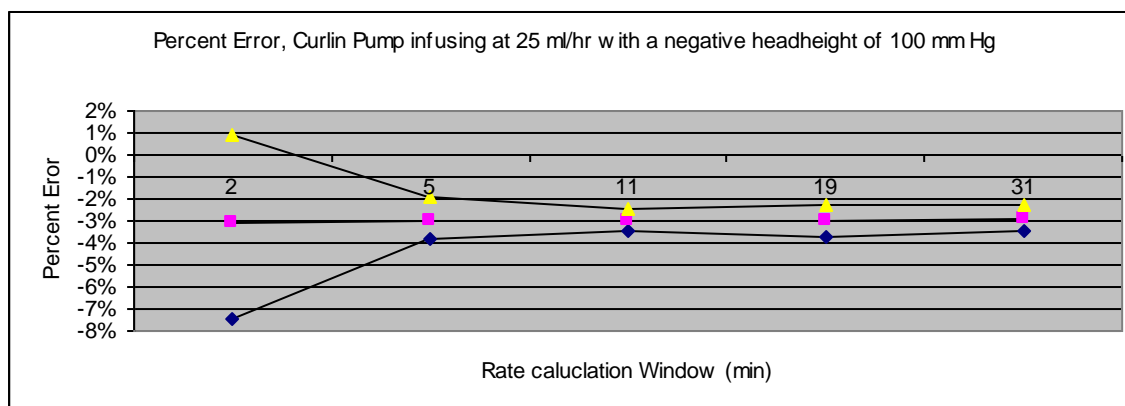 Percent Error, Curlin Pump infusing at 25 ml/hr with a negative headheight of 100 mm Hg
2%
1%
0%
-1%
-2%
-3%
-4%
-5%
-6%
-7%
-8%
Percent Eror
2 5 11 19 31
Rate caluclation Window (min)